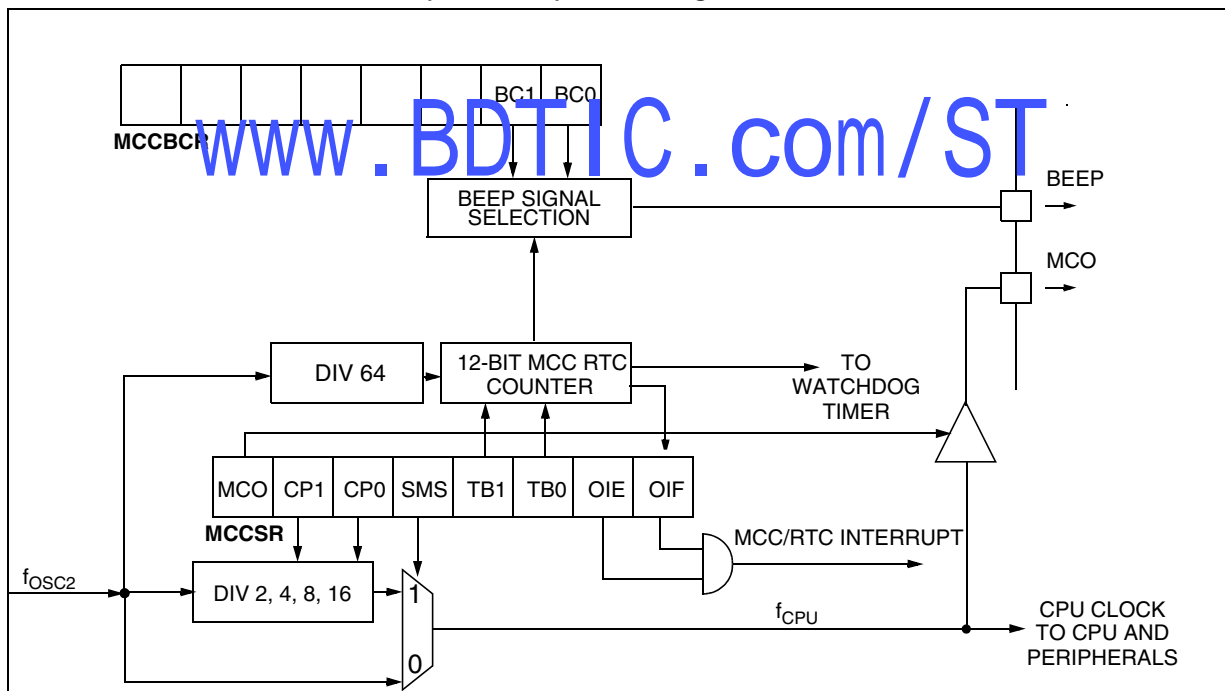 BC1 BC0
MCCBCR
www.BDTIC.com/ST
BEEP SIGNAL
SELECTION
BEEP
MCO
DIV 64
12-BIT MCC RTC
COUNTER
TO
WATCHDOG
TIMER
MCO CP1 CP0 SMS TB1 TB0 OIE OIF
MCCSR
MCC/RTC INTERRUPT
fOSC2
DIV 2, 4, 8, 16
1
0
fCPU
CPU CLOCK
TO CPU AND
PERIPHERALS